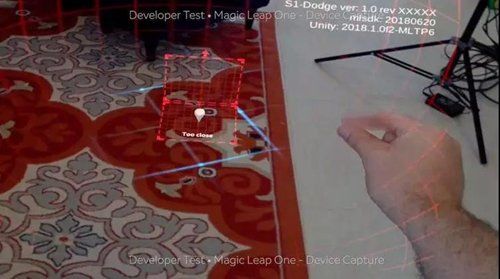 Developer Test • Magic Leap One - Device Capture
S1-Dodge ver: 1.0 rev XXXXX
mlsdk: 20180620
Unity: 2018.1.0f2-MLTP6
Too close
Developer Test • Magic Leap One - Device Capture